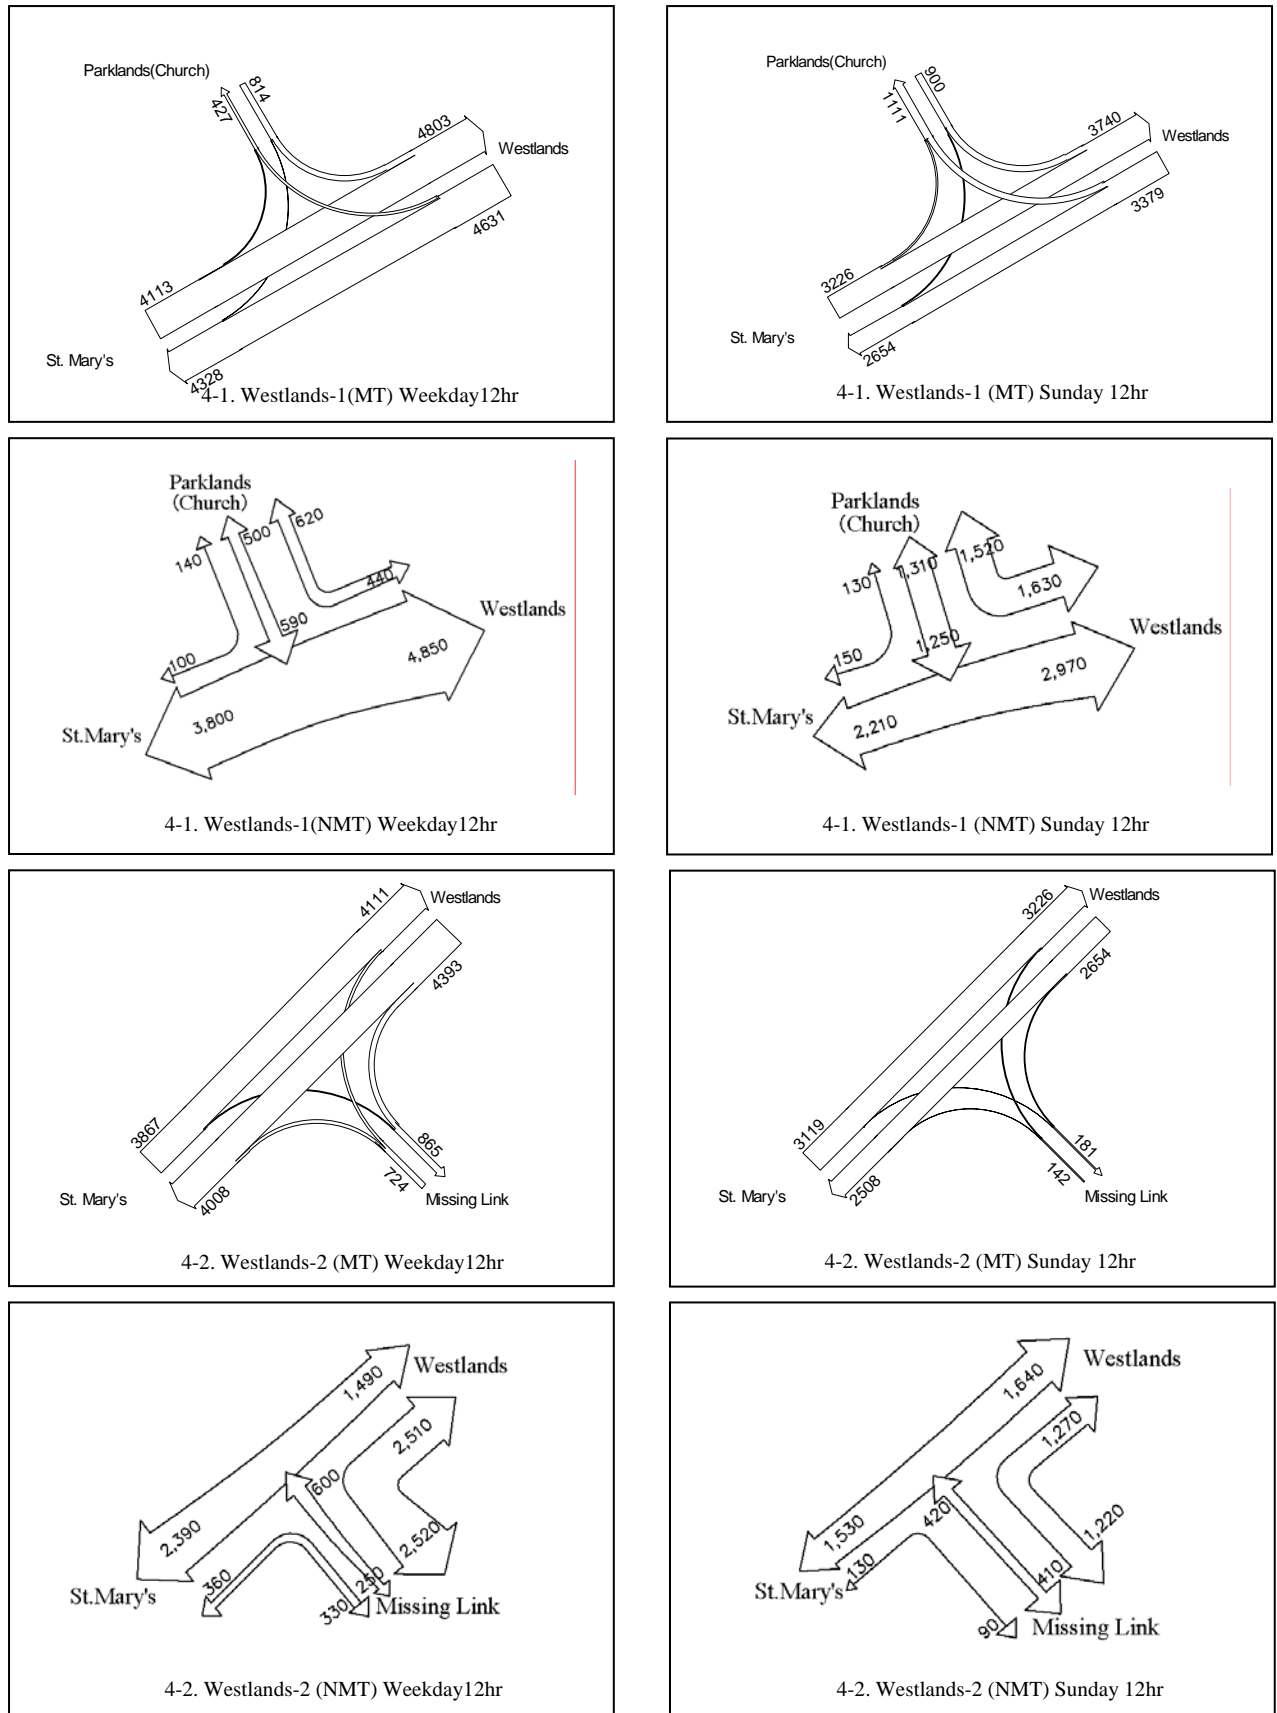 Parklands(Church)
814
427
4803
Westlands
4631
4113
St. Mary's
4328
4-1. Westlands-1(MT) Weekday12hr
Parklands(Church)
900
1111
3740
Westlands
3379
3226
St. Mary's
2654
4-1. Westlands-1 (MT) Sunday 12hr
Parklands
(Church)
140
500
620
440
Westlands
590
100
4,850
3,800
St.Mary's
4-1. Westlands-1(NMT) Weekday12hr
Parklands
(Church)
130
1,310
1,520
1,630
Westlands
1,250
150
2,970
2,210
St.Mary's
4-1. Westlands-1 (NMT) Sunday 12hr
4111
Westlands
4393
3867
865
724
St. Mary's
4008
Missing Link
4-2. Westlands-2 (MT) Weekday12hr
3226
Westlands
2654
3119
181
142
St. Mary's
2508
Missing Link
4-2. Westlands-2 (MT) Sunday 12hr
Westlands
1,490
2,510
600
2,390
2,520
360
250
330
St.Mary's
Missing Link
4-2. Westlands-2 (NMT) Weekday12hr
Westlands
1,640
1,270
420
1,530
1,220
130
410
St.Mary's
90
Missing Link
4-2. Westlands-2 (NMT) Sunday 12hr